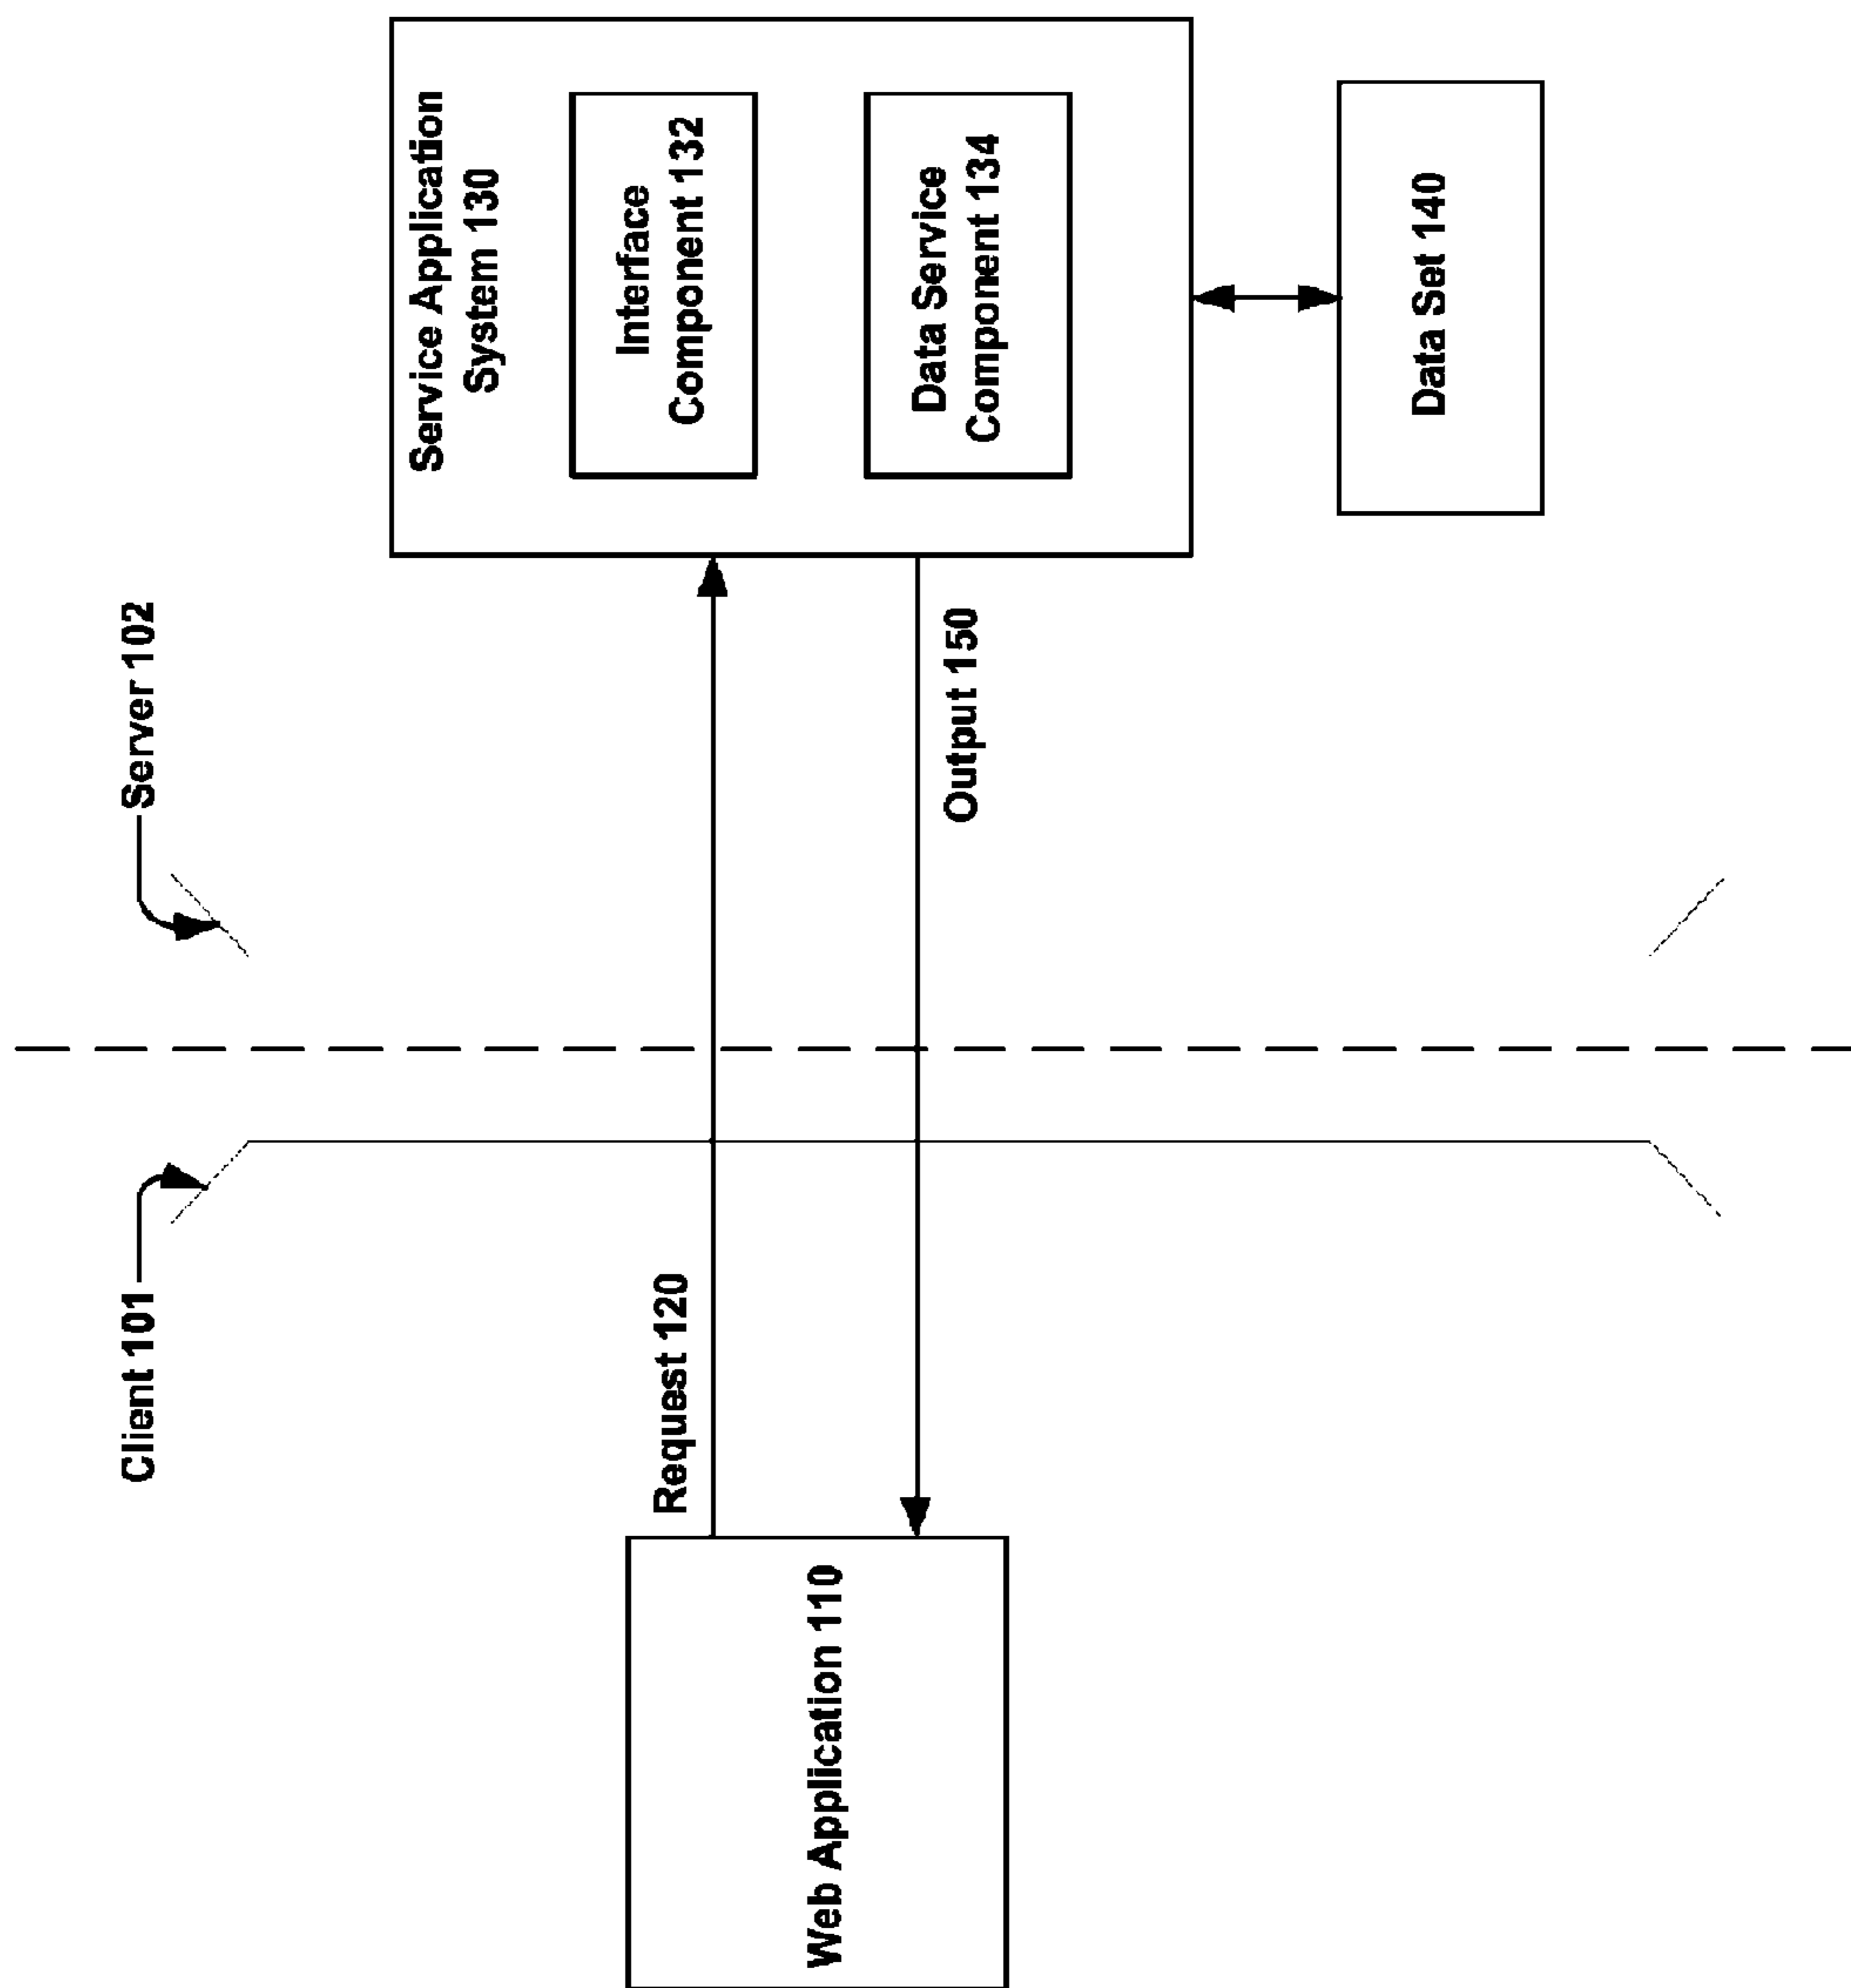 Client 101
Server 102
Web Application 110
Request 120
Output 150
Service Application
System 130
Interface
Component 132
Data Service
Component 134
Data Set 140